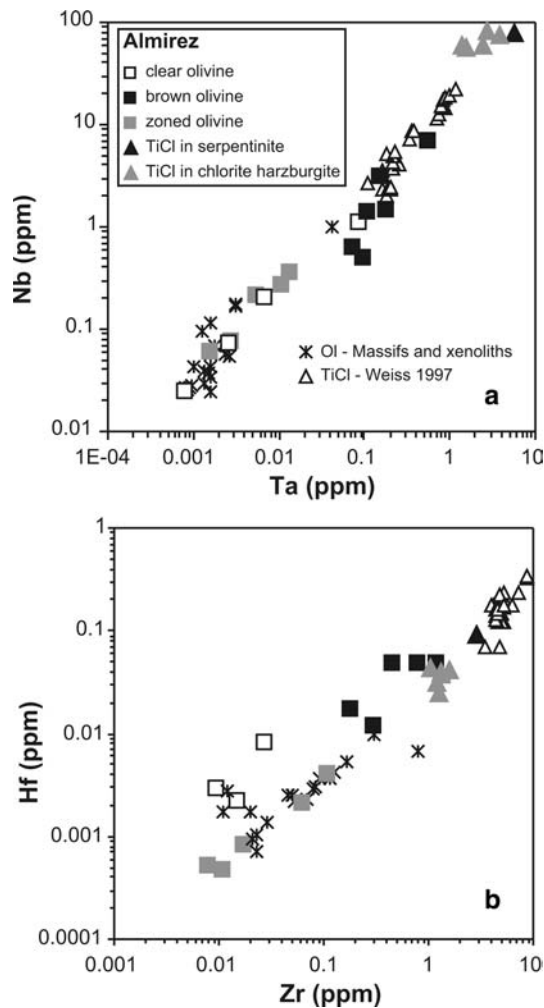 a
Almirez
clear olivine
brown olivine
zoned olivine
TiCl in serpentinite
TiCl in chlorite harzburgite
Ol - Massifs and xenoliths
TiCl - Weiss 1997
Nb (ppm)
100
10
1
0.1
0.01
1E-04 0.001 0.01 0.1 1 10
Ta (ppm)
b
Hf (ppm)
1
0.1
0.01
0.001
0.0001
0.001 0.01 0.1 1 10
Zr (ppm)